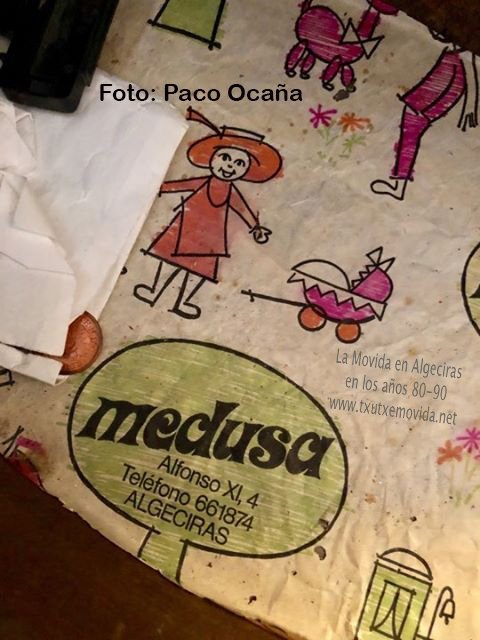 Foto: Paco Ocaña
La Movida en Algeciras
en los años 80-90
www.txutxemovida.net
medusa
Alfonso XI, 4
Teléfono 661874
ALGECIRAS